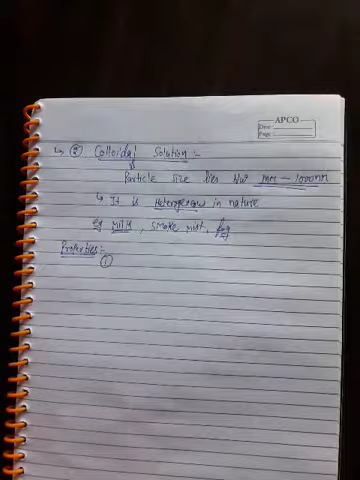 APCO
Date:
Page:
↳ ② Colloidal Solution :-
Particle size lies b/w 1nm - 1000nm
↳ It is Heterogeneous in nature
eg milk, smoke mist, fog
Properties:-
①